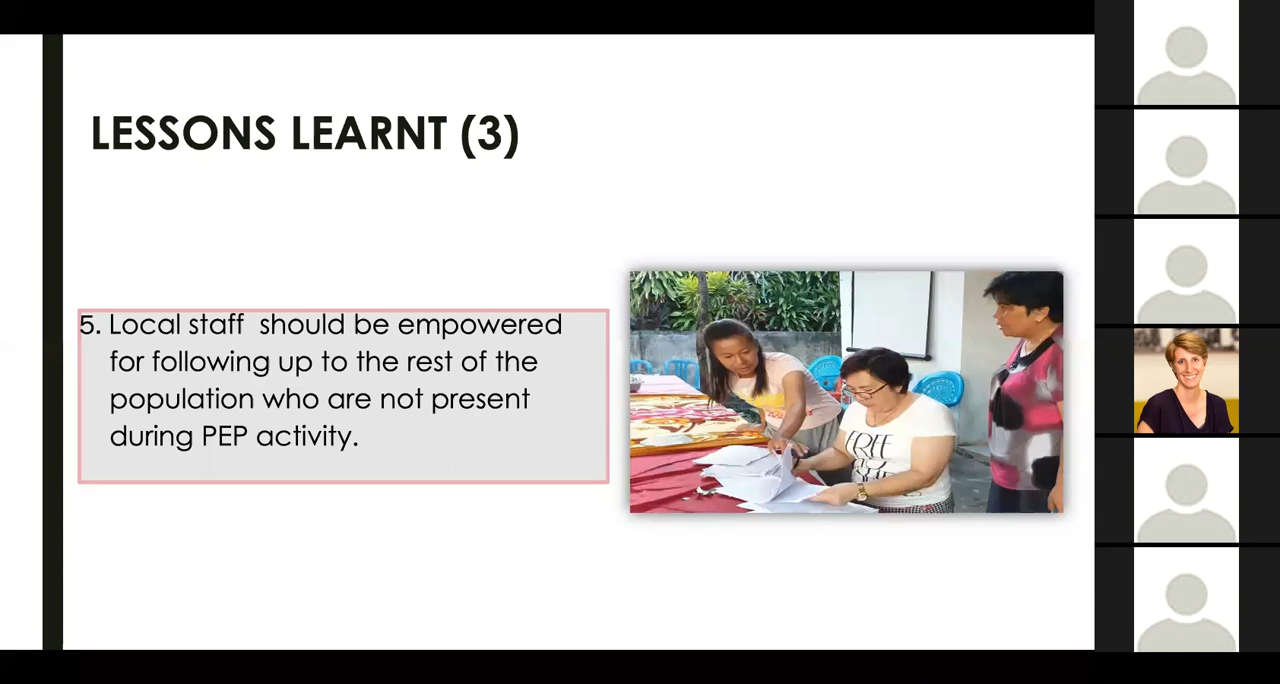 LESSONS LEARNT (3)
5. Local staff  should be empowered
for following up to the rest of the
population who are not present
during PEP activity.
FREE